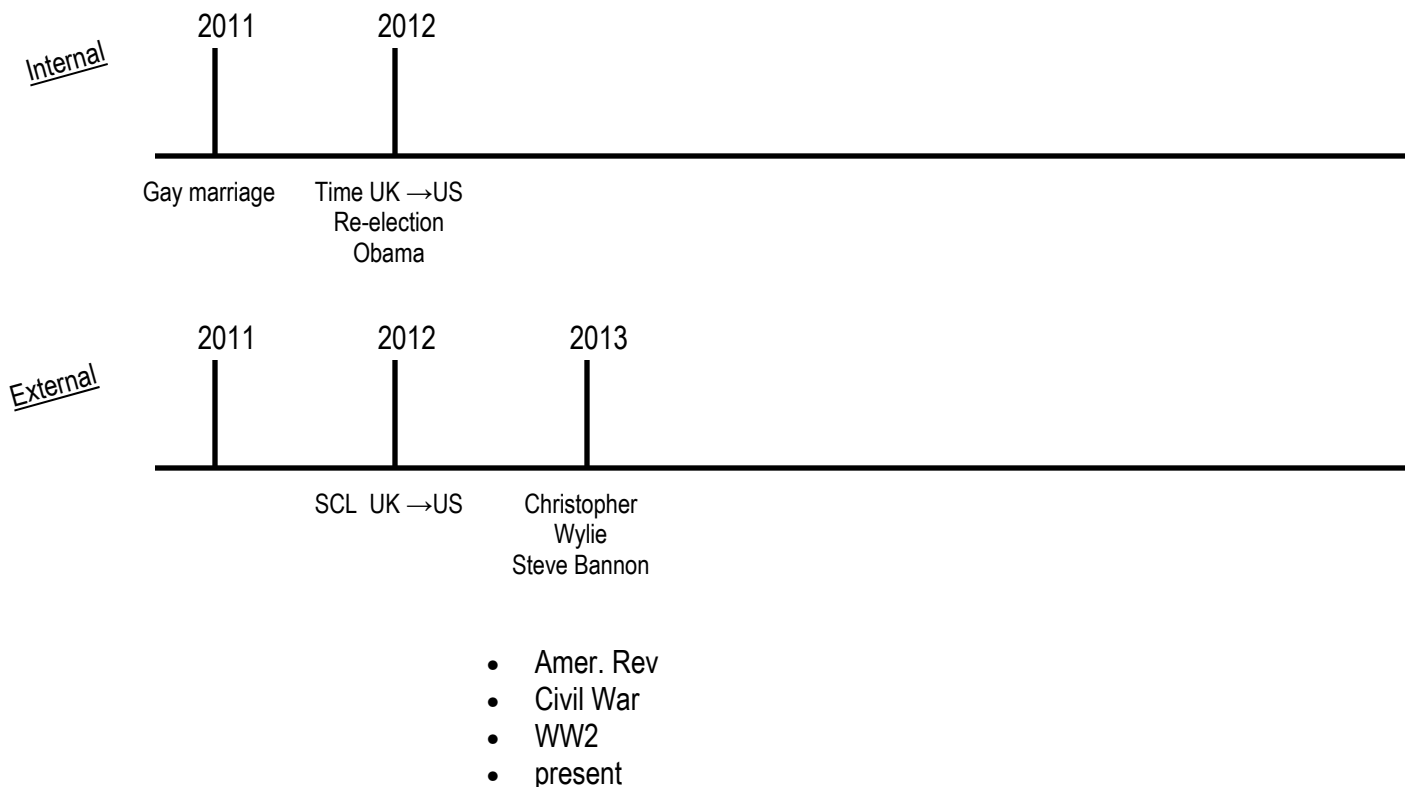 2011 2012
Internal
Gay marriage Time UK →US
Re-election
Obama
2011 2012 2013
External
SCL UK →US Christopher
Wylie
Steve Bannon
• Amer. Rev
• Civil War
• WW2
• present